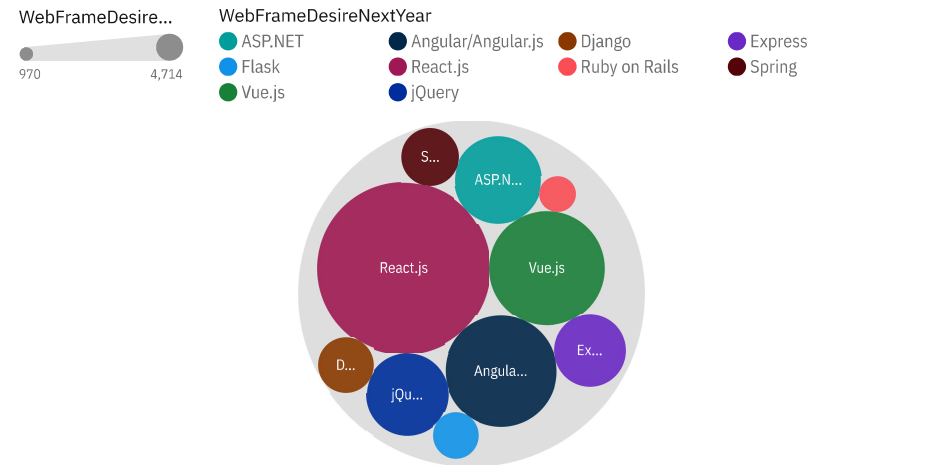 WebFrameDesire...
970 4,714
WebFrameDesireNextYear
ASP.NET Angular/Angular.js Django Express
Flask React.js Ruby on Rails Spring
Vue.js jQuery
S...
ASP.N...
React.js
Vue.js
Ex...
D...
Angula...
jQu...